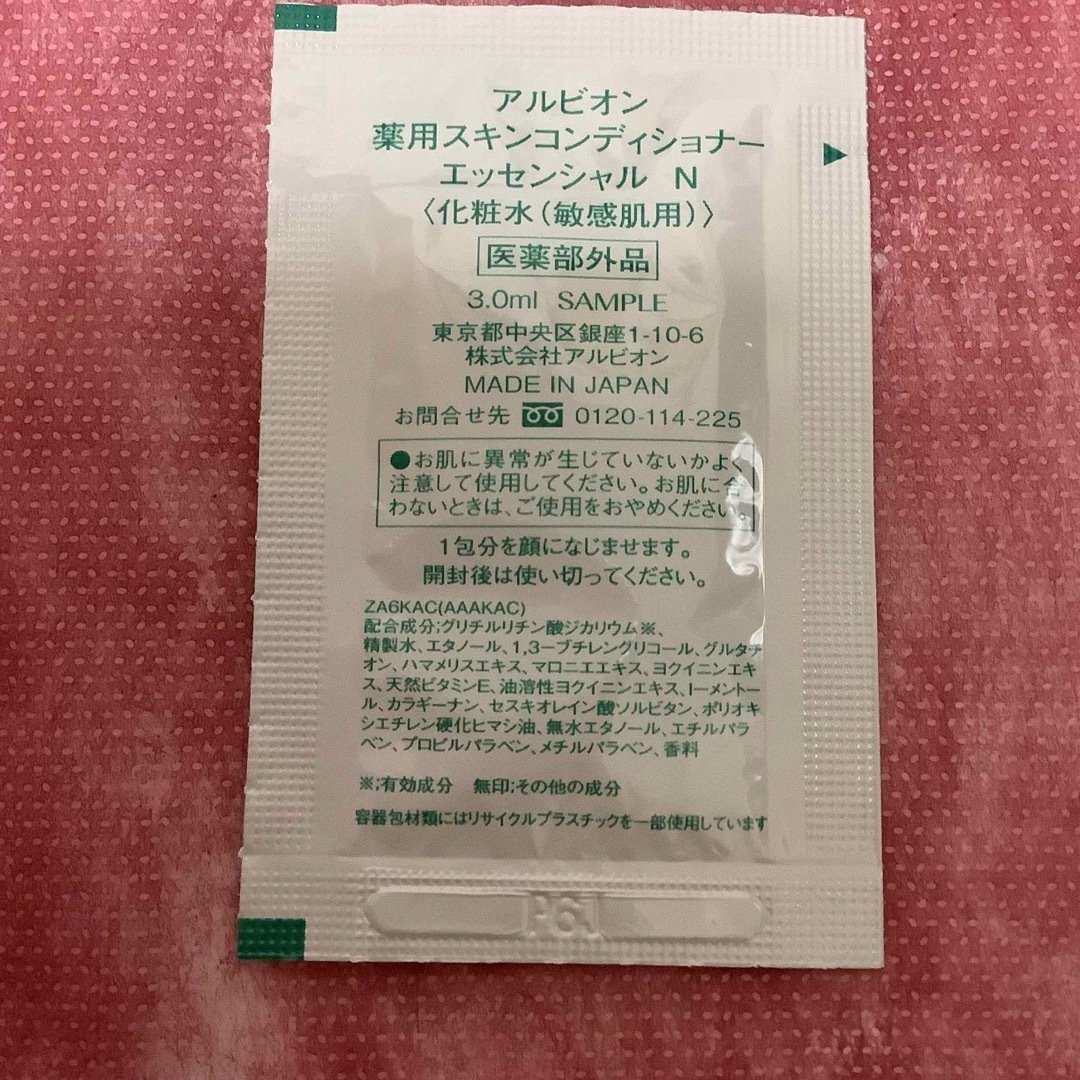 アルビオン
薬用スキンコンディショナー
エッセンシャル N
〈化粧水(敏感肌用)〉
医薬部外品
3.0ml SAMPLE
東京都中央区銀座1-10-6
株式会社アルビオン
MADE IN JAPAN
お問合せ先 0120-114-225
●お肌に異常が生じていないかよく
注意して使用してください。お肌に合
わないときは、ご使用をおやめください。
1包分を顔になじませます。
開封後は使い切ってください。
ZA6KAC(AAAKAC)
配合成分;グリチルリチン酸ジカリウム※、
精製水、エタノール、1,3ーブチレングリコール、グルタチ
オン、ハマメリスエキス、マロニエエキス、ヨクイニンエキ
ス、天然ビタミンE、油溶性ヨクイニンエキス、lーメントー
ル、カラギーナン、セスキオレイン酸ソルビタン、ポリオキ
シエチレン硬化ヒマシ油、無水エタノール、エチルパラ
ベン、プロピルパラベン、メチルパラベン、香料
※;有効成分 無印;その他の成分
容器包材類にはリサイクルプラスチックを一部使用しています